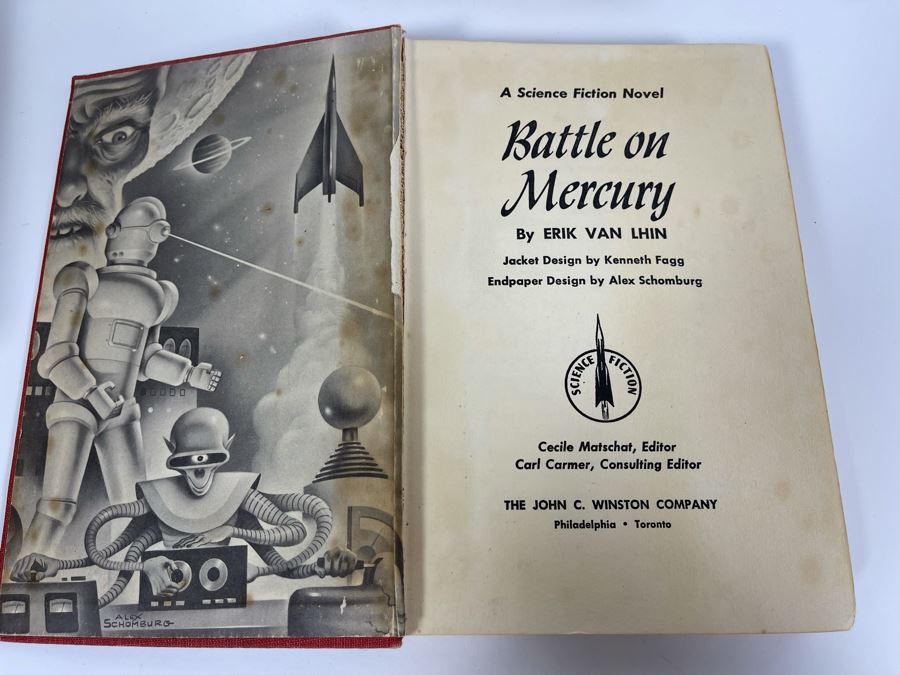 ALEX
SCHOMBURG
A Science Fiction Novel
Battle on
Mercury
By ERIK VAN LHIN
Jacket Design by Kenneth Fagg
Endpaper Design by Alex Schomburg
SCIENCE FICTION
Cecile Matschat, Editor
Carl Carmer, Consulting Editor
THE JOHN C. WINSTON COMPANY
Philadelphia • Toronto